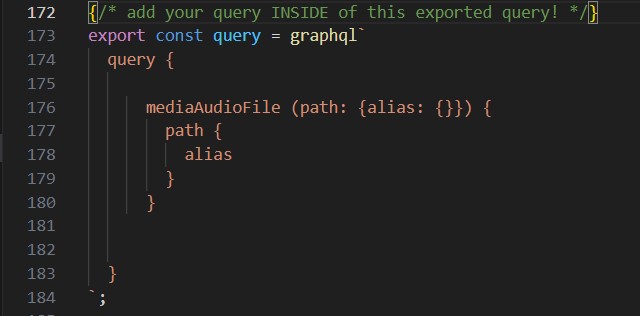 172 {/* add your query INSIDE of this exported query! */}
173 export const query = graphql`
174 query {
175
176 mediaAudioFile (path: {alias: {}}) {
177 path {
178 alias
179 }
180 }
181
182
183 }
184 `;